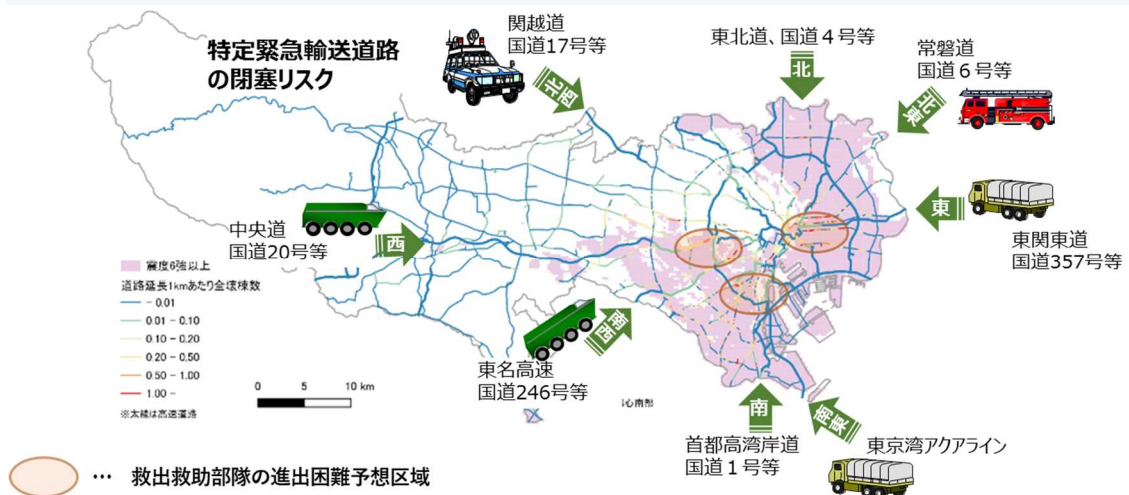 特定緊急輸送道路
の閉塞リスク
関越道
国道17号等
北西
東北道、国道４号等
北
常磐道
国道６号等
北東
東
東関東道
国道357号等
中央道
国道20号等
西
震度6強以上
道路延長1kmあたり全壊棟数
- 0.01
0.01 - 0.10
0.10 - 0.20
0.20 - 0.50
0.50 - 1.00
1.00 -
※太線は高速道路
0 5 10 km
南西
東名高速
国道246号等
心南部
南
首都高湾岸道
国道１号等
南東
東京湾アクアライン
… 救出救助部隊の進出困難予想区域